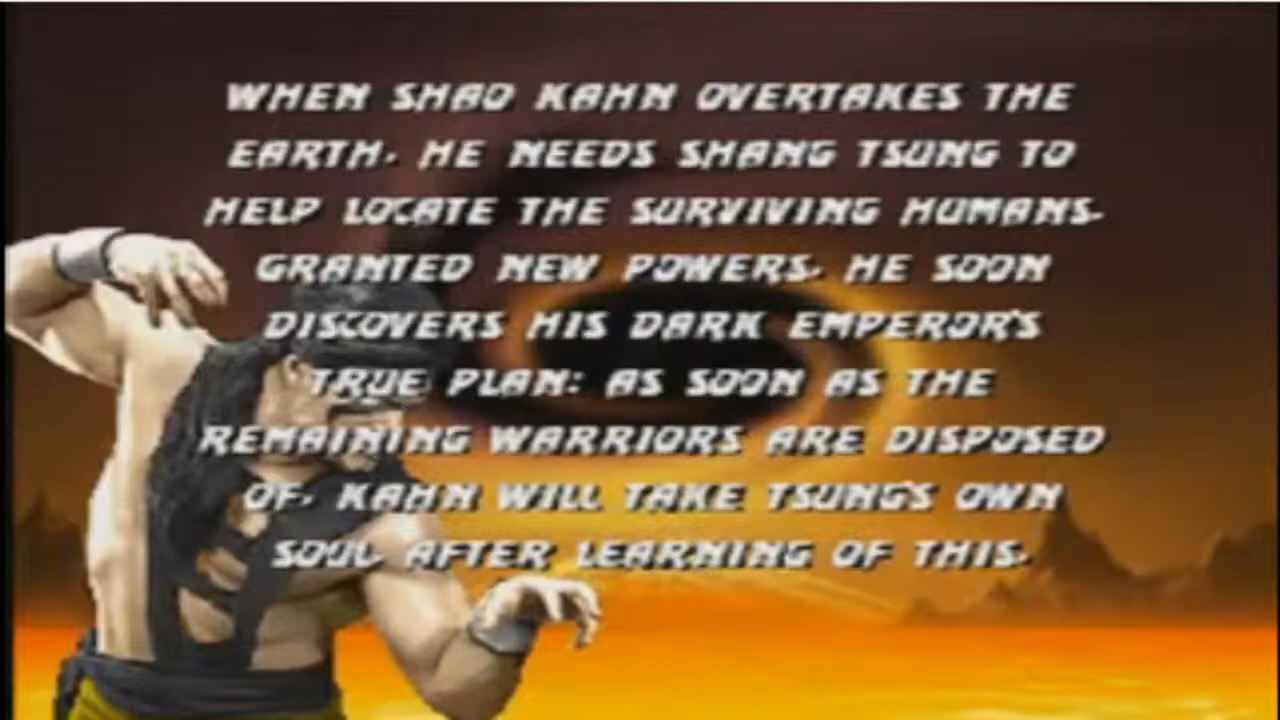 WHEN SHAO KAHN OVERTAKES THE
EARTH, HE NEEDS SHANG TSUNG TO
HELP LOCATE THE SURVIVING HUMANS.
GRANTED NEW POWERS, HE SOON
DISCOVERS HIS DARK EMPEROR'S
TRUE PLAN: AS SOON AS THE
REMAINING WARRIORS ARE DISPOSED
OF, KAHN WILL TAKE TSUNG'S OWN
SOUL AFTER LEARNING OF THIS,